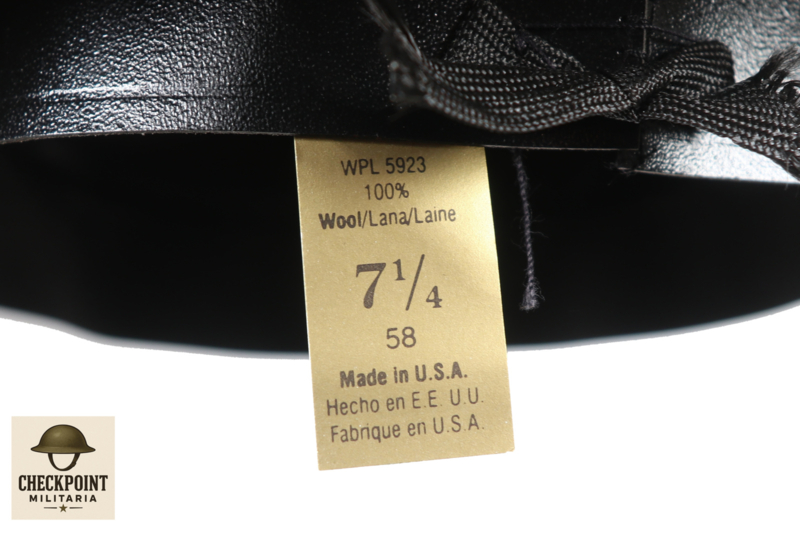 WPL 5923
100%
Wool/Lana/Laine
7 1/4
58
Made in U.S.A.
Hecho en E.E. U.U.
Fabrique en U.S.A.
CHECKPOINT
MILITARIA